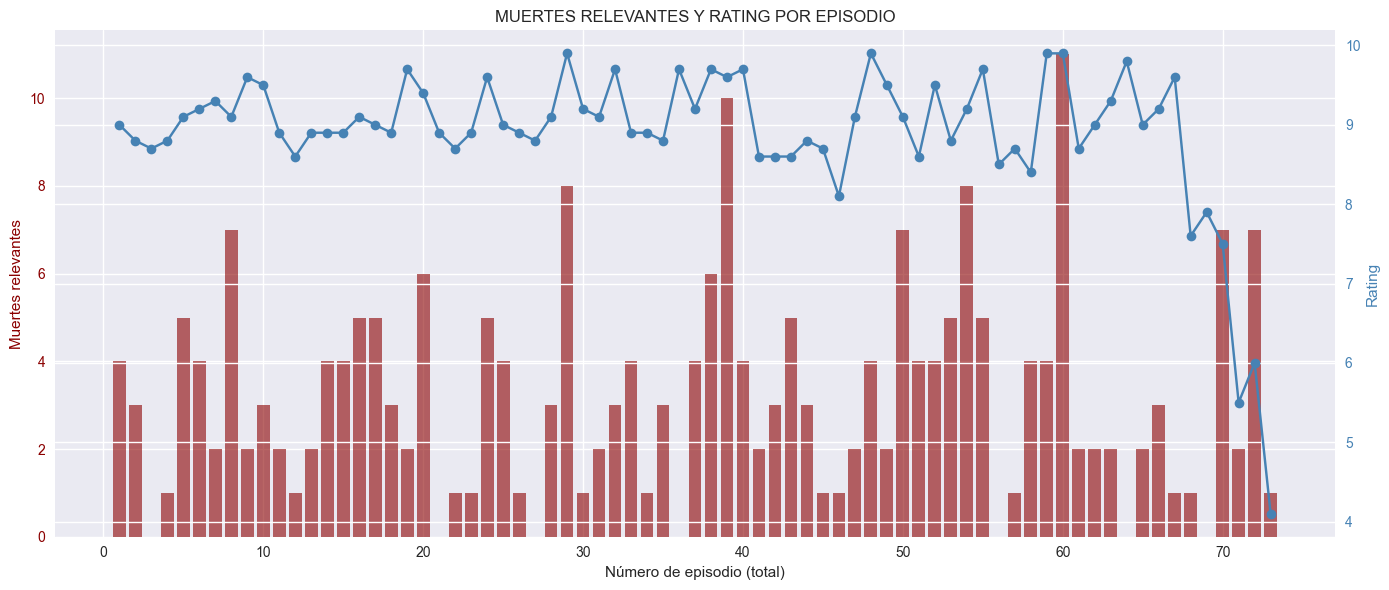 MUERTES RELEVANTES Y RATING POR EPISODIO
Muertes relevantes
10
8
6
4
2
0
10
9
8
7
6
5
4
Rating
0 10 20 30 40 50 60 70
Número de episodio (total)